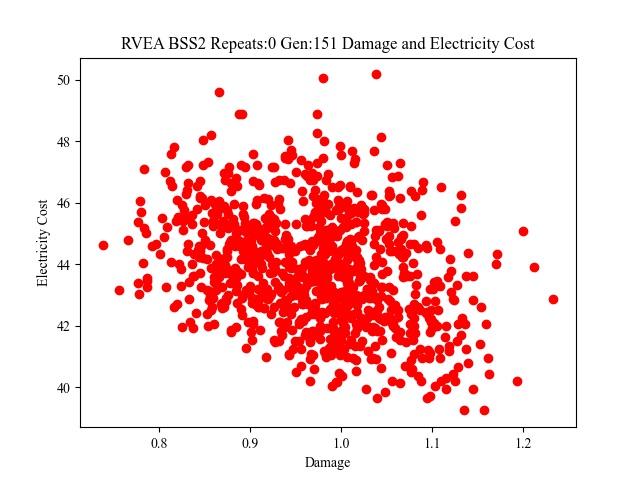 RVEA BSS2 Repeats:0 Gen:151 Damage and Electricity Cost
50
48
46
44
42
40
Electricity Cost
0.8 0.9 1.0 1.1 1.2
Damage